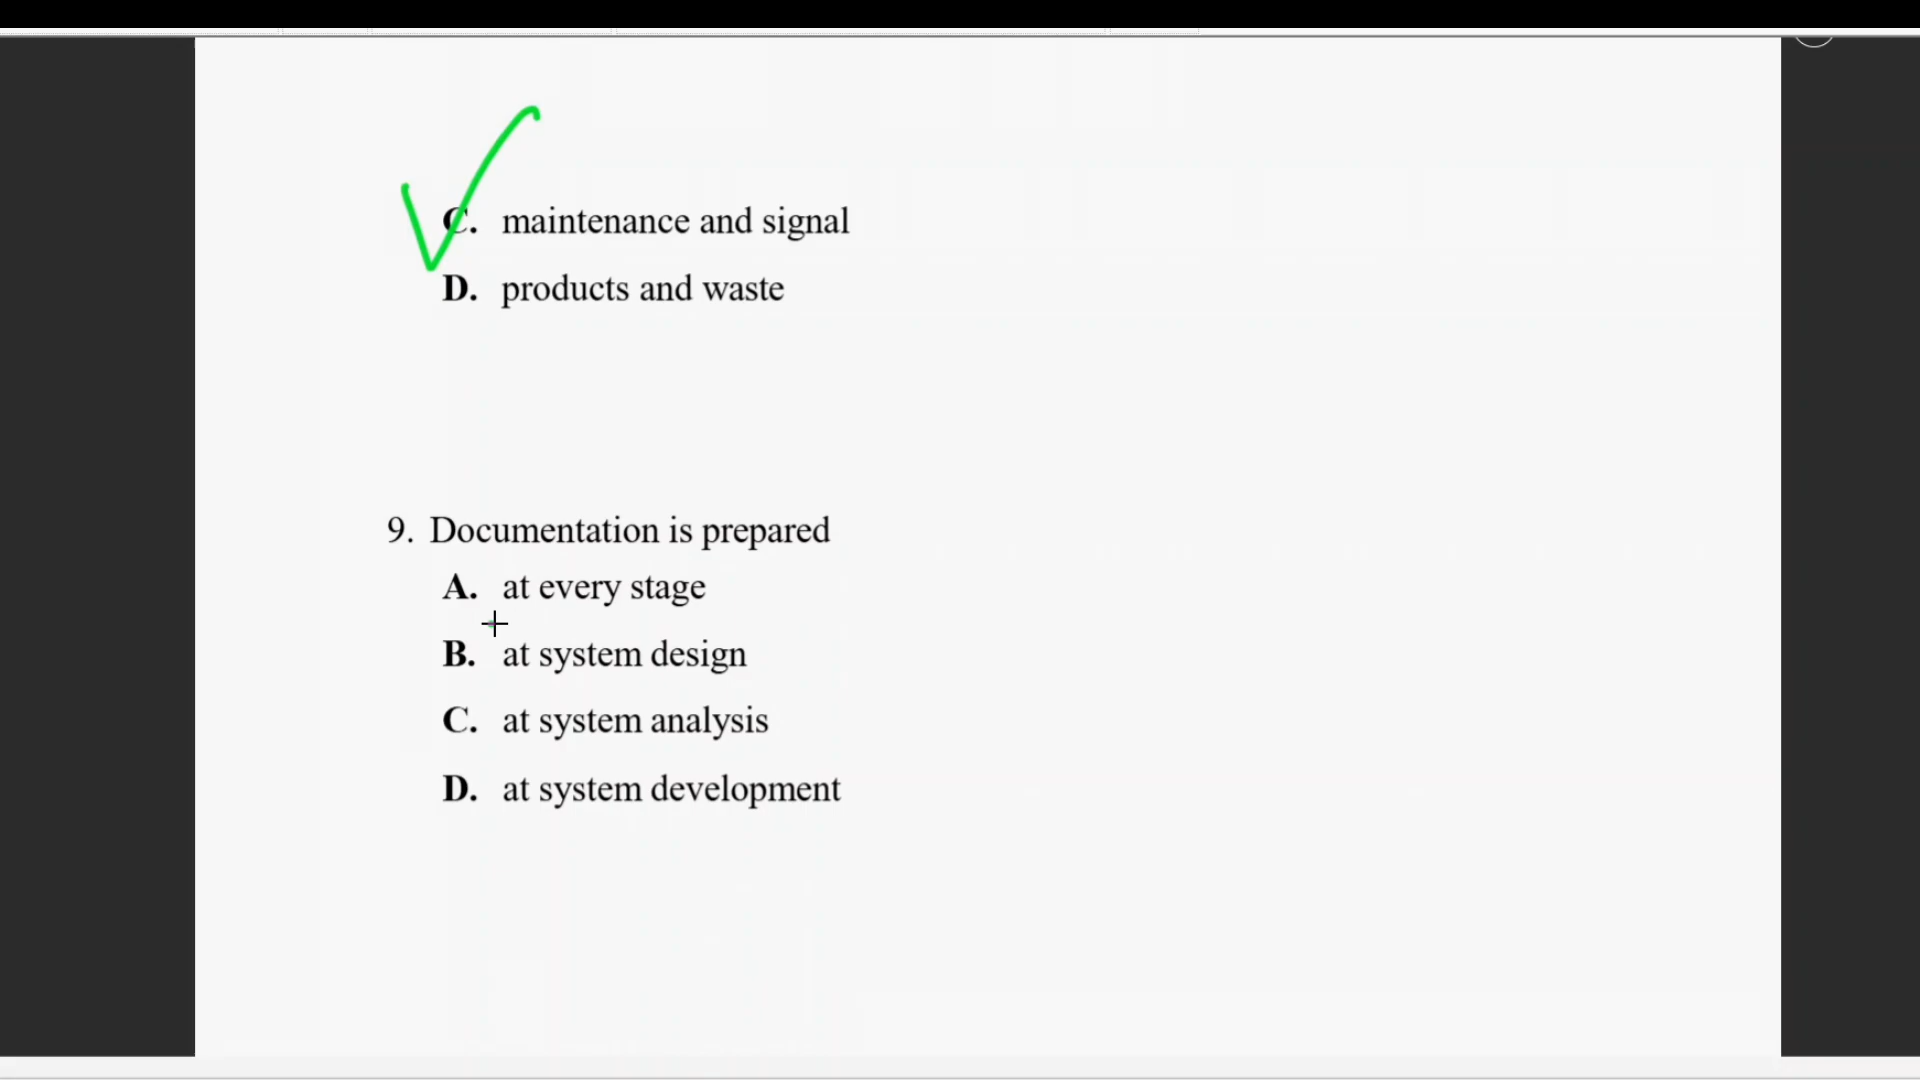 C. maintenance and signal
D. products and waste
9. Documentation is prepared
A. at every stage
B. at system design
C. at system analysis
D. at system development